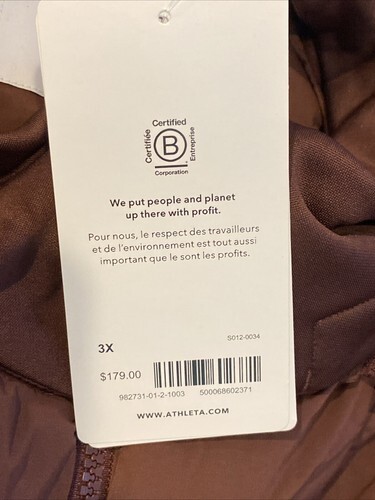 Certified
Certifiée
B
Entreprise
Corporation
We put people and planet
up there with profit.
Pour nous, le respect des travailleurs
et de l'environnement est tout aussi
important que le sont les profits.
S012-0034
3X
$179.00
982731-01-2-1003 500068602371
WWW.ATHLETA.COM